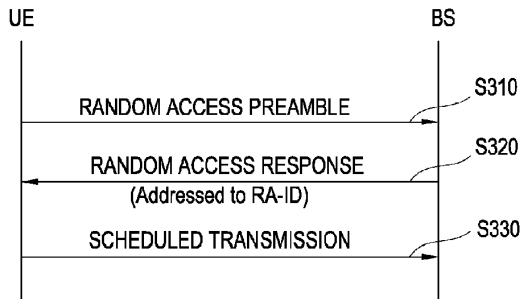 UE
BS
S310
RANDOM ACCESS PREAMBLE
S320
RANDOM ACCESS RESPONSE
(Addressed to RA-ID)
S330
SCHEDULED TRANSMISSION